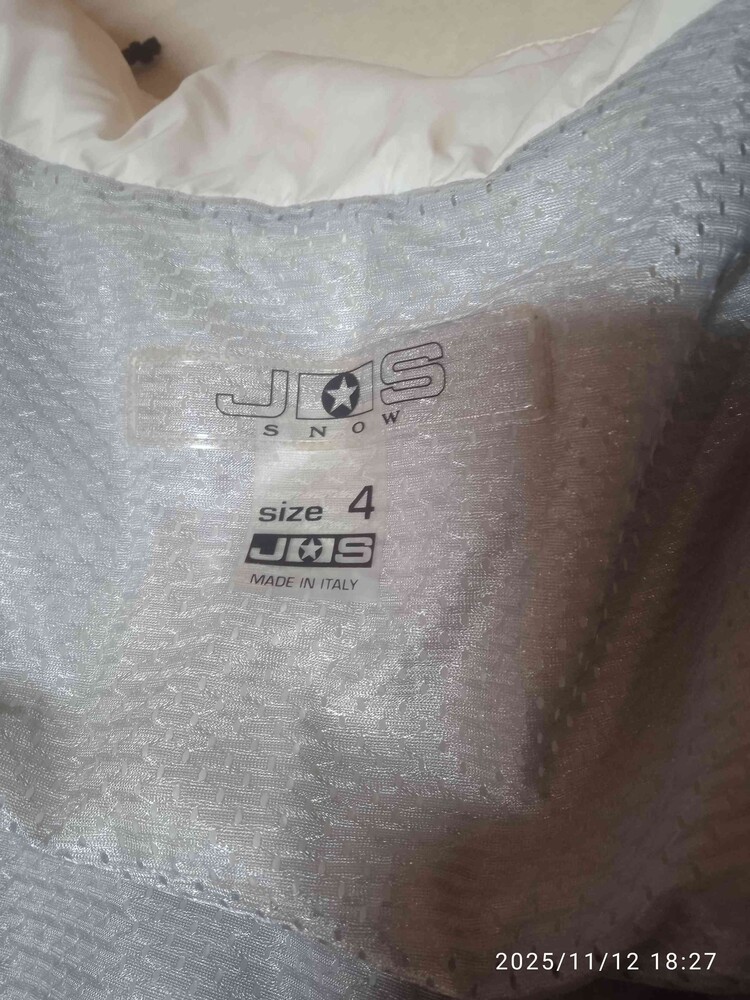 JOS
SNOW
size 4
JOS
MADE IN ITALY
2025/11/12 18:27